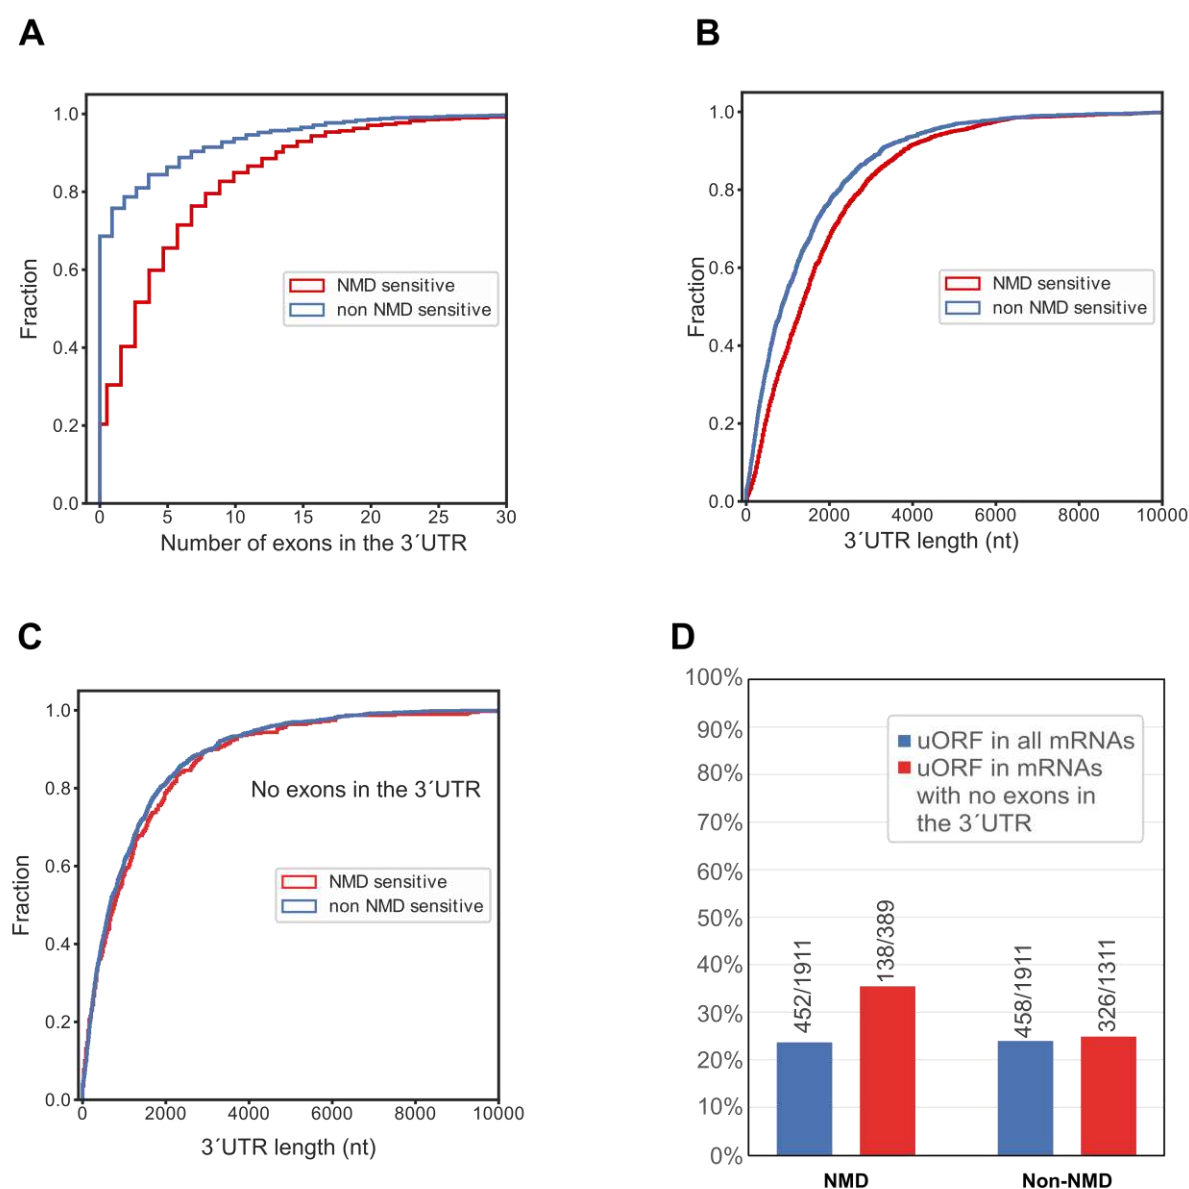 A
1.0
0.8
0.6
0.4
0.2
0.0
Fraction
NMD sensitive
non NMD sensitive
0 5 10 15 20 25 30
Number of exons in the 3´UTR
B
1.0
0.8
0.6
0.4
0.2
0.0
Fraction
NMD sensitive
non NMD sensitive
0 2000 4000 6000 8000 10000
3´UTR length (nt)
C
1.0
0.8
0.6
0.4
0.2
0.0
Fraction
No exons in the 3´UTR
NMD sensitive
non NMD sensitive
0 2000 4000 6000 8000 10000
3´UTR length (nt)
D
100%
90%
80%
70%
60%
50%
40%
30%
20%
10%
0%
uORF in all mRNAs
uORF in mRNAs
with no exons in
the 3´UTR
452/1911
138/389
458/1911
326/1311
NMD
Non-NMD